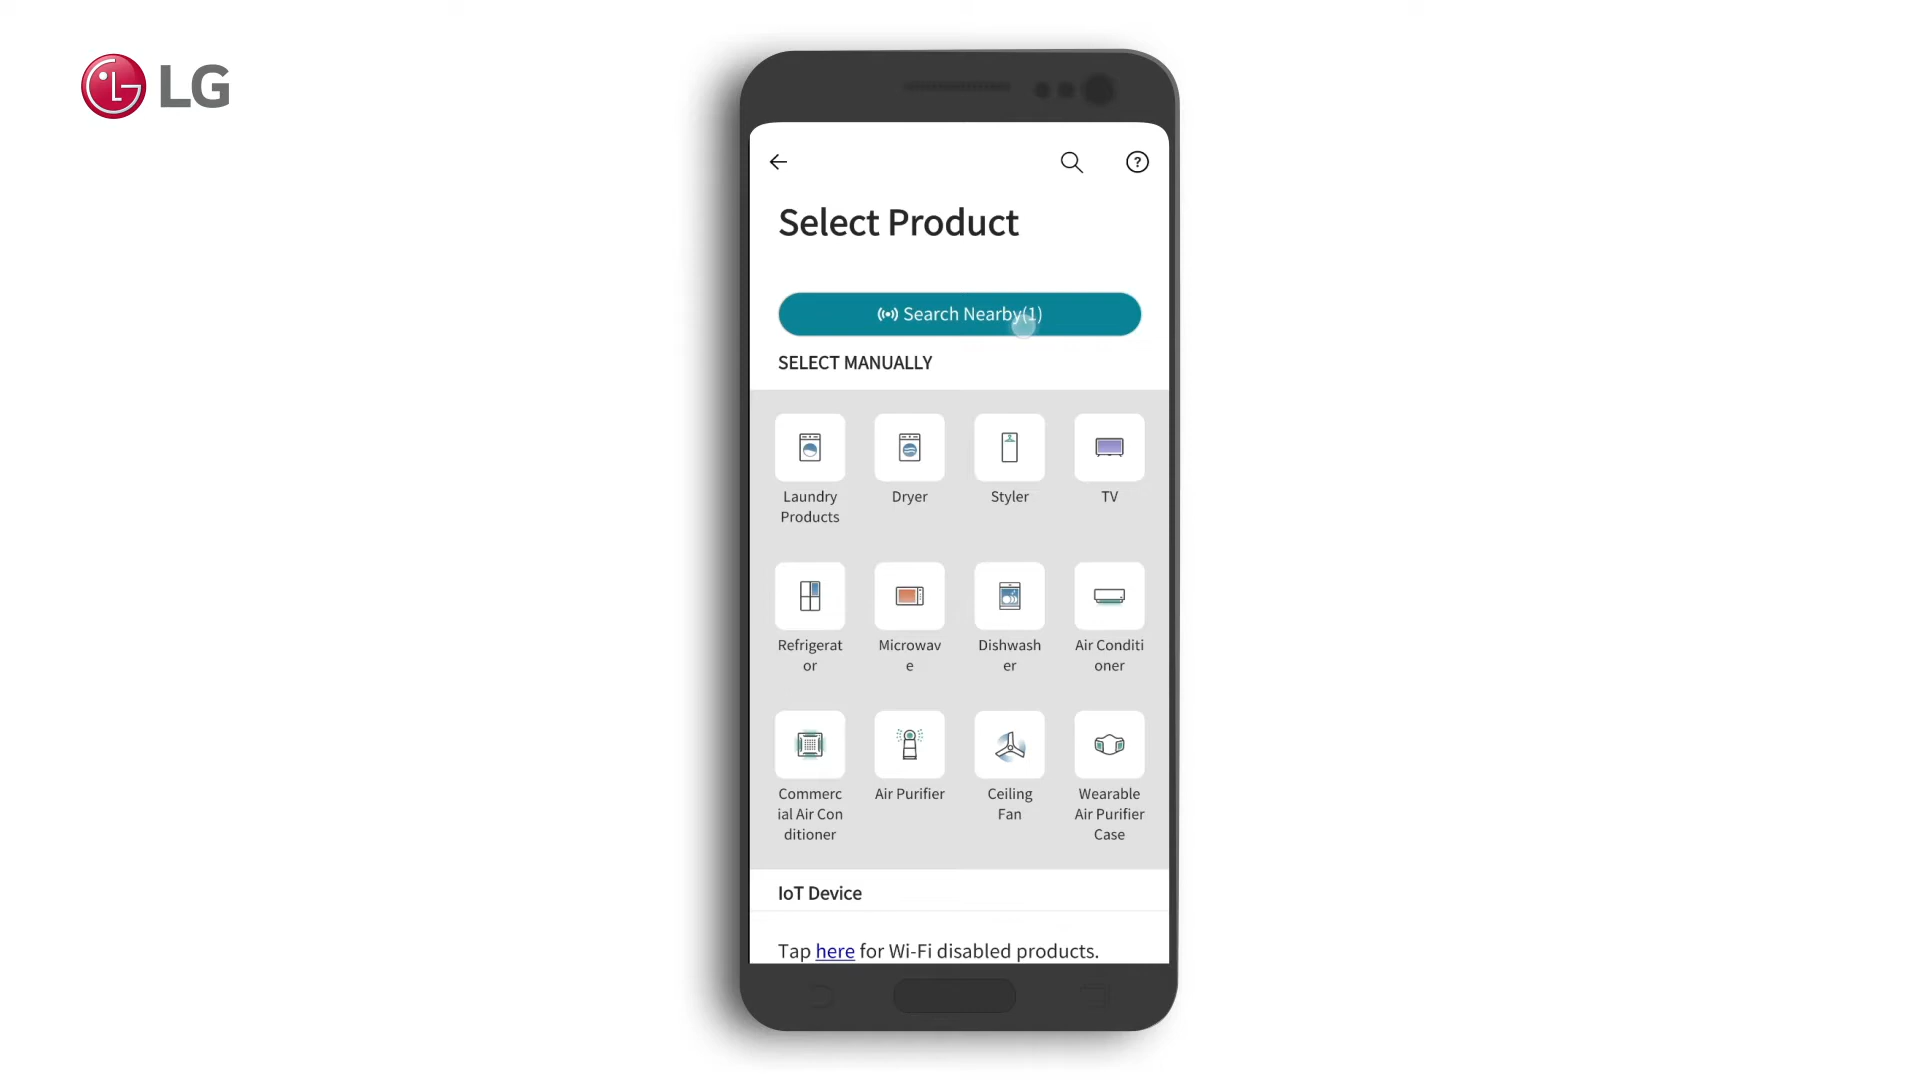 LG
Select Product
Search Nearby(1)
SELECT MANUALLY
Laundry
Products
Dryer
Styler
TV
Refrigerat
or
Microwav
e
Dishwash
er
Air Conditi
oner
Commerc
ial Air Con
ditioner
Air Purifier
Ceiling
Fan
Wearable
Air Purifier
Case
IoT Device
Tap here for Wi-Fi disabled products.